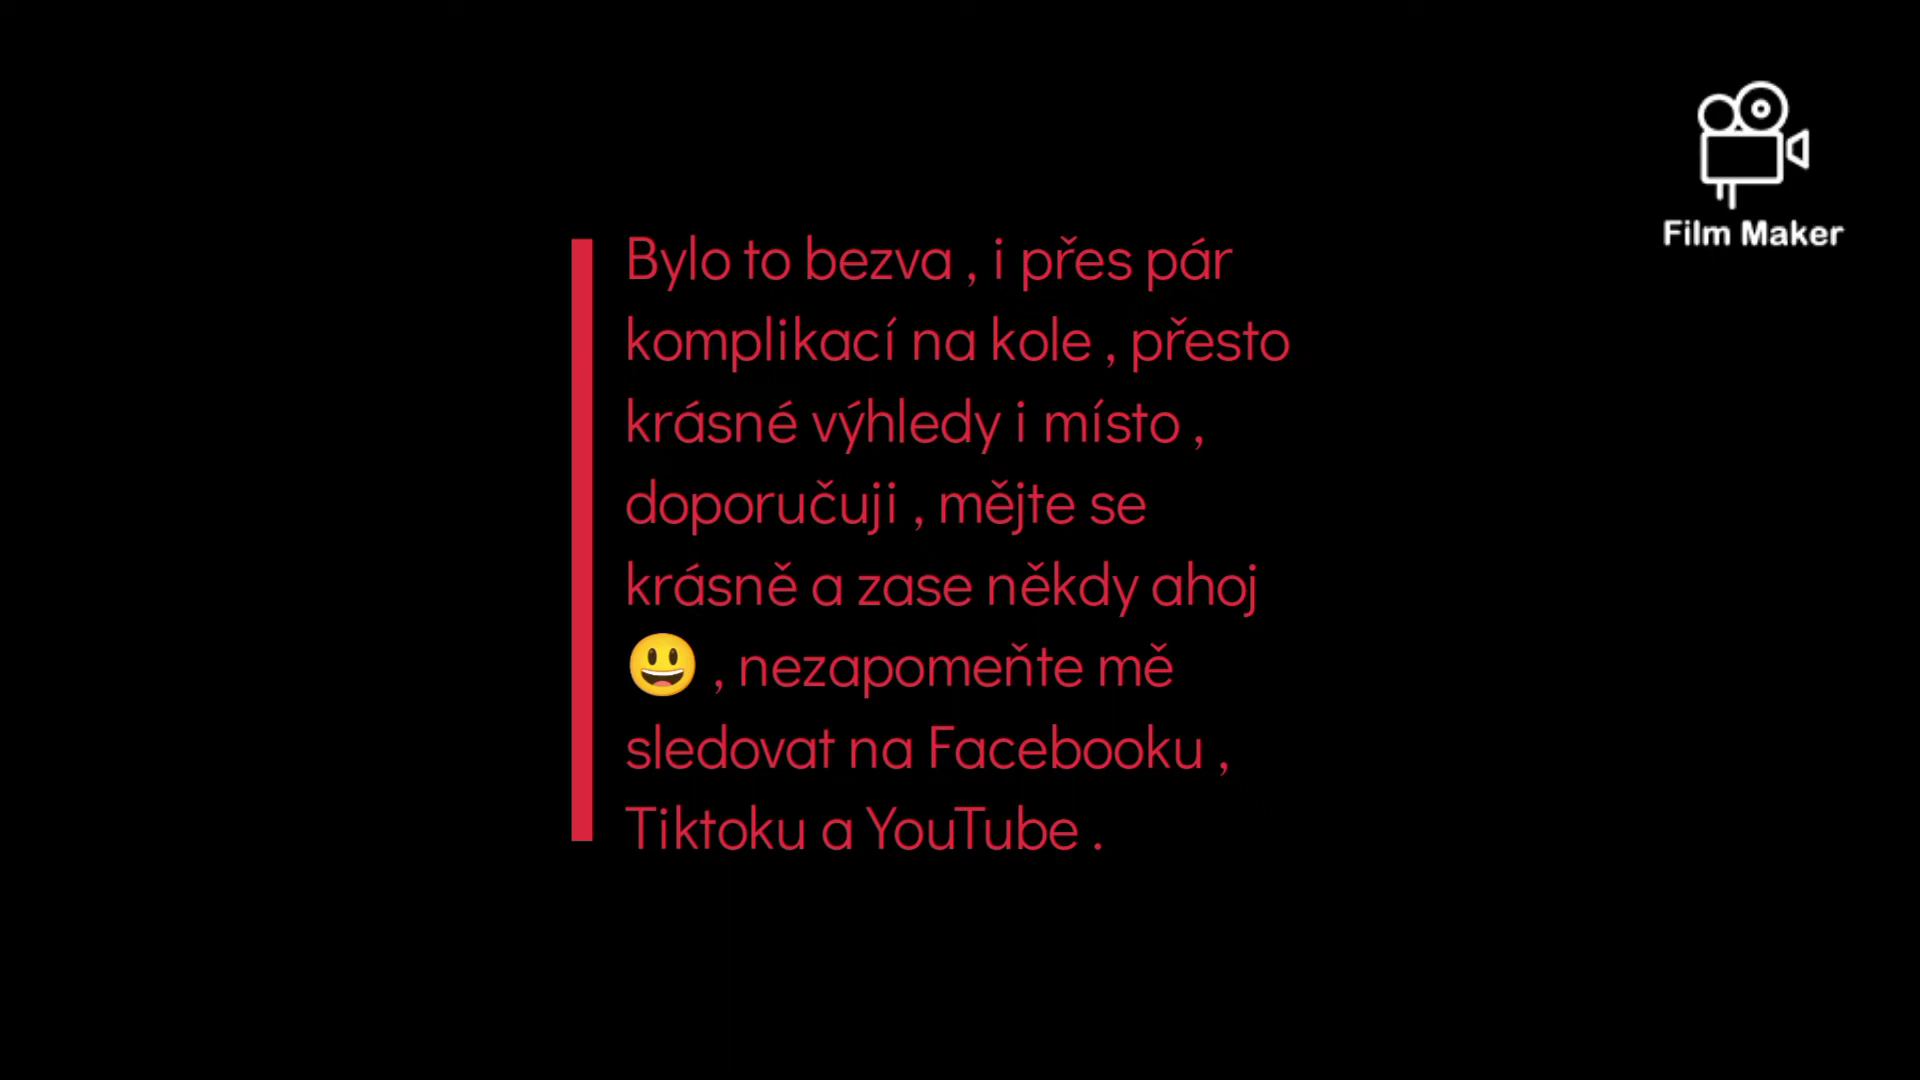 Film Maker
Bylo to bezva , i přes pár
komplikací na kole , přesto
krásné výhledy i místo ,
doporučuji , mějte se
krásně a zase někdy ahoj
😃 , nezapomeňte mě
sledovat na Facebooku ,
Tiktoku a YouTube .